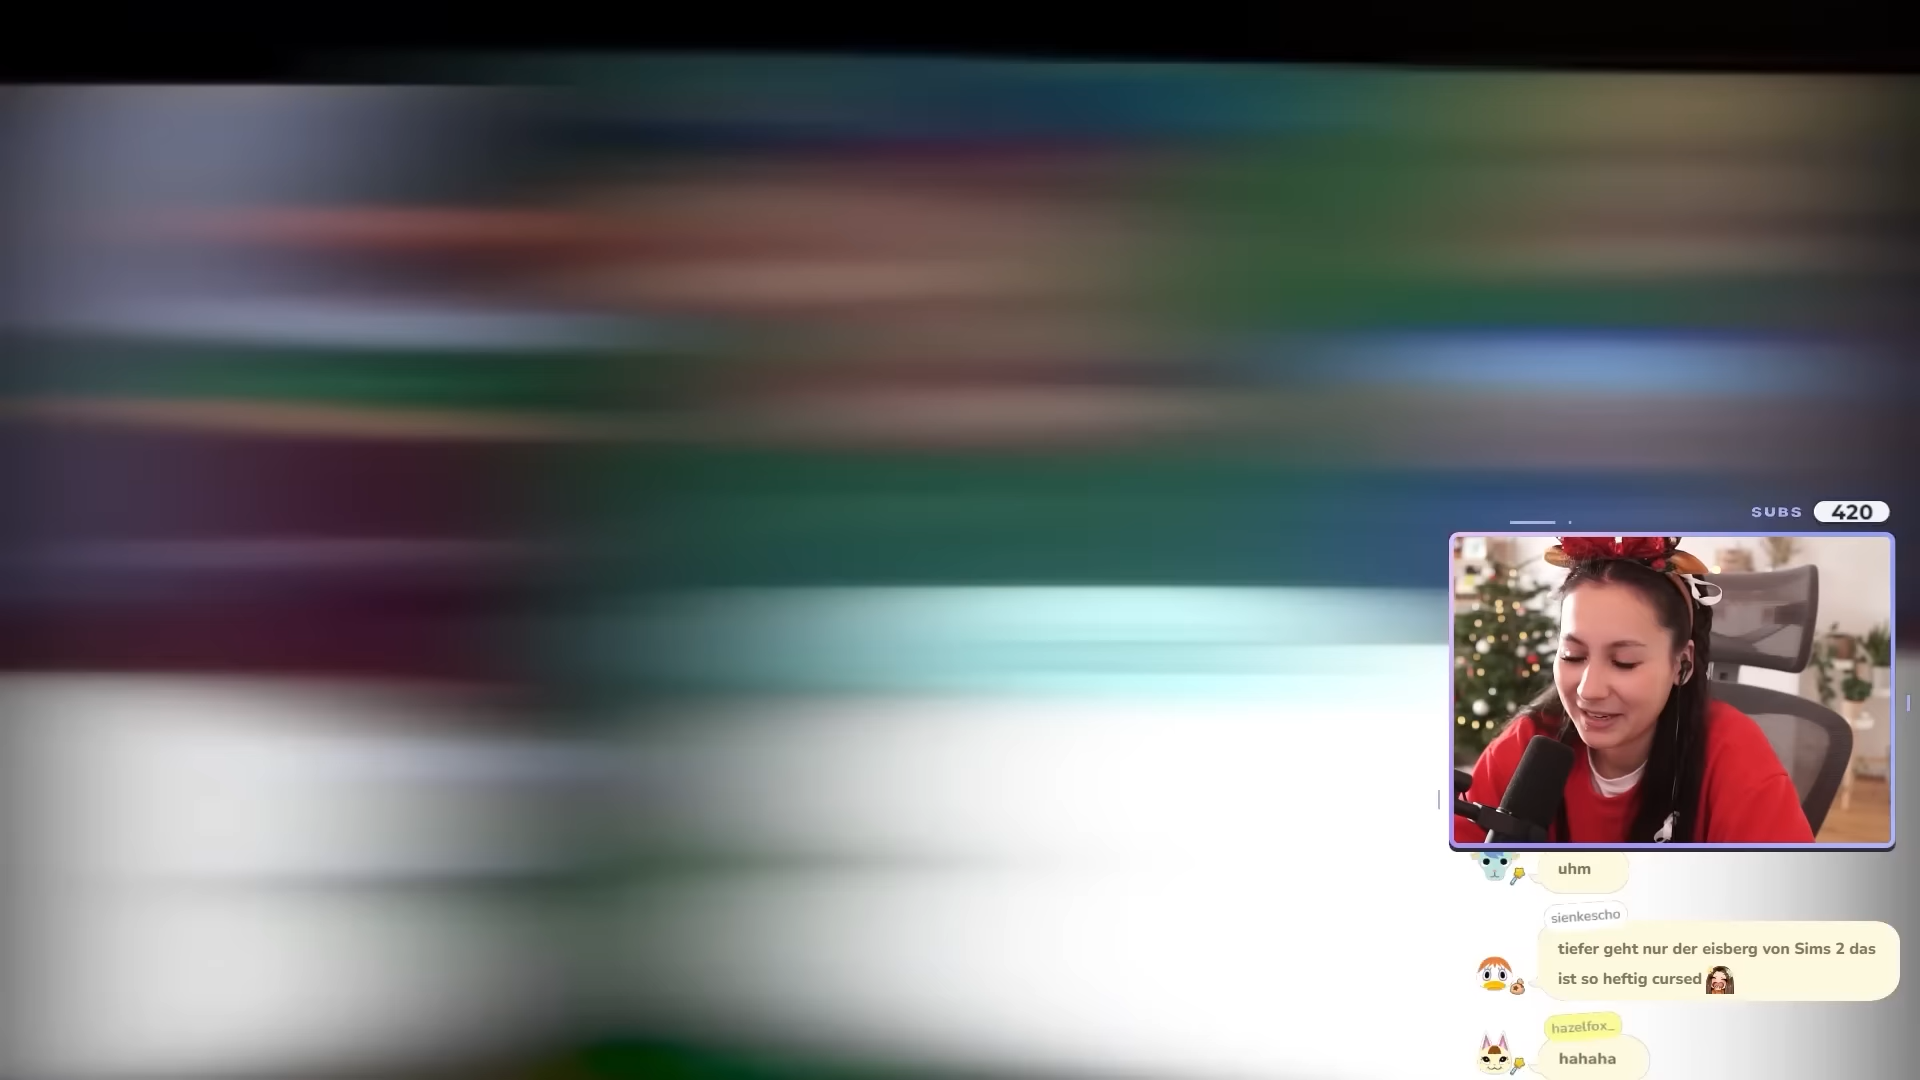 SUBS 420
uhm
sienkescho
tiefer geht nur der eisberg von Sims 2 das
ist so heftig cursed
hazelfox_
hahaha